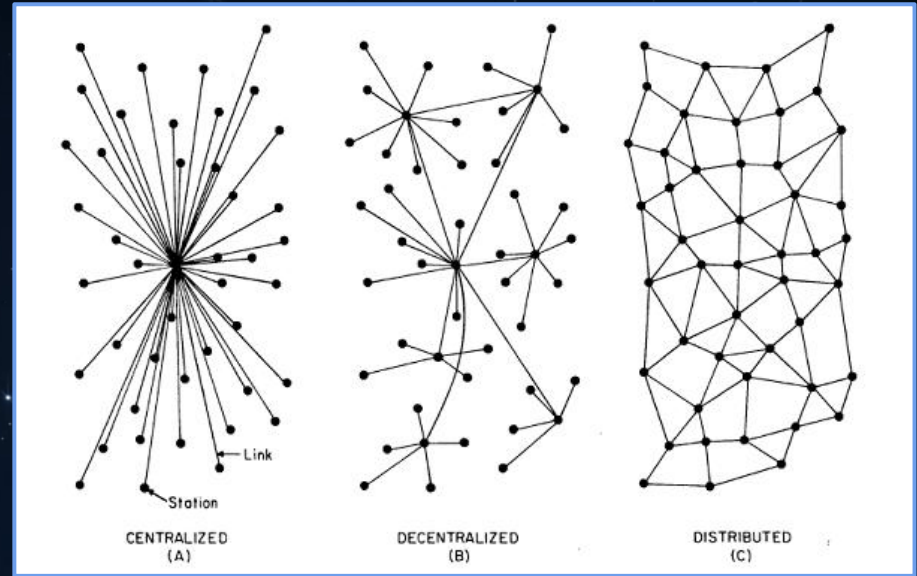 Link
Station
CENTRALIZED
(A)
DECENTRALIZED
(B)
DISTRIBUTED
(C)